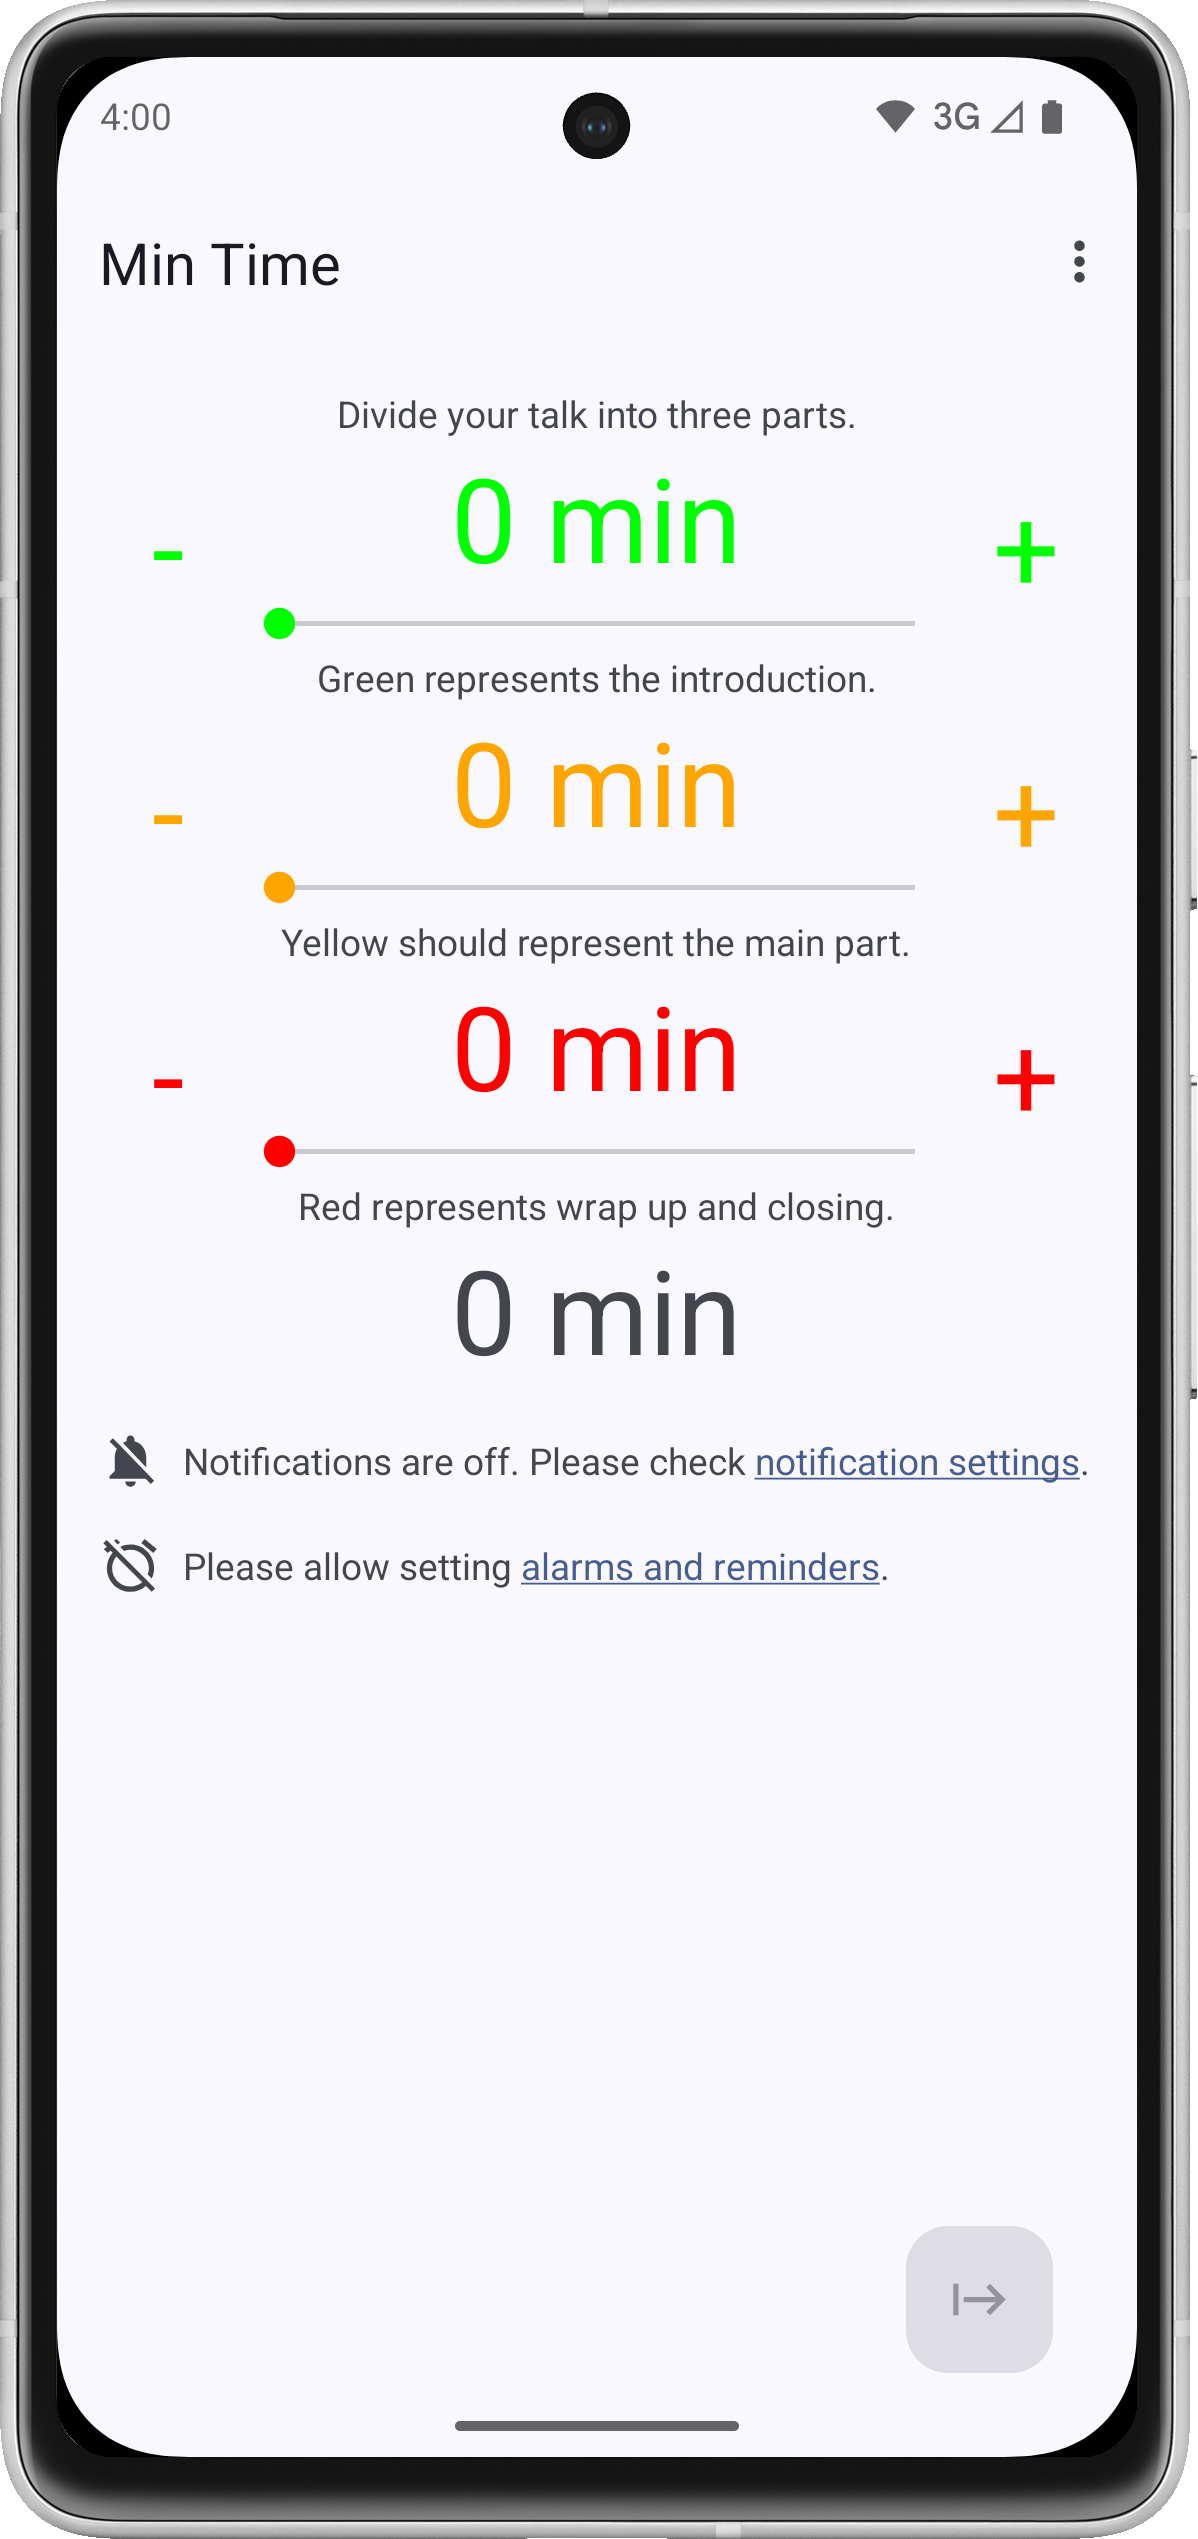 4:00 3G
Min Time
Divide your talk into three parts.
- 0 min +
Green represents the introduction.
- 0 min +
Yellow should represent the main part.
- 0 min +
Red represents wrap up and closing.
0 min
Notifications are off. Please check notification settings.
Please allow setting alarms and reminders.